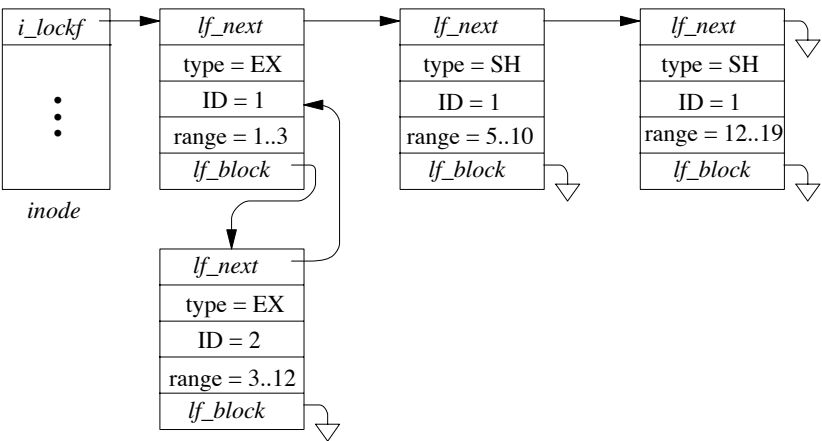 i_lockf
inode
lf_next
type = EX
ID = 1
range = 1..3
lf_block
lf_next
type = SH
ID = 1
range = 5..10
lf_block
lf_next
type = SH
ID = 1
range = 12..19
lf_block
lf_next
type = EX
ID = 2
range = 3..12
lf_block